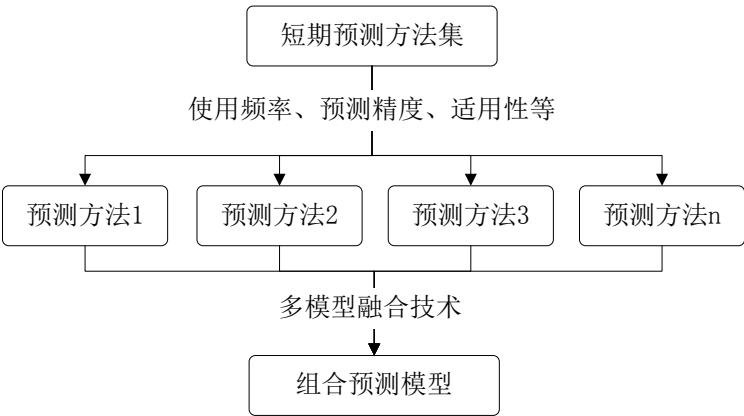 短期预测方法集
使用频率、预测精度、适用性等
预测方法1
预测方法2
预测方法3
预测方法n
多模型融合技术
组合预测模型